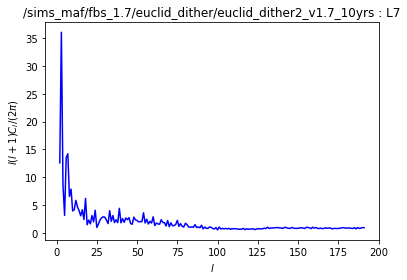 /sims_maf/fbs_1.7/euclid_dither/euclid_dither2_v1.7_10yrs : L7
l(l + 1)Cₗ/(2π)
35
30
25
20
15
10
5
0
0 25 50 75 100 125 150 175 200
l